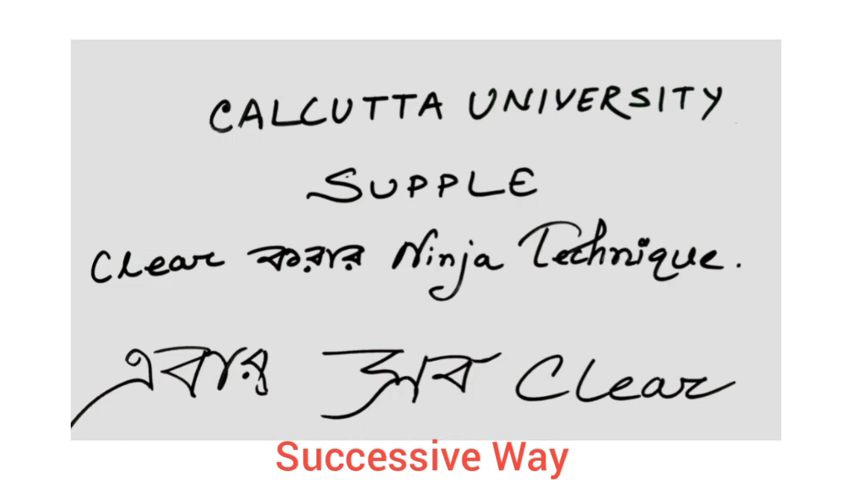 CALCUTTA UNIVERSITY
SUPPLE
Clear করার Ninja Technique.
এবার সব Clear
Successive Way